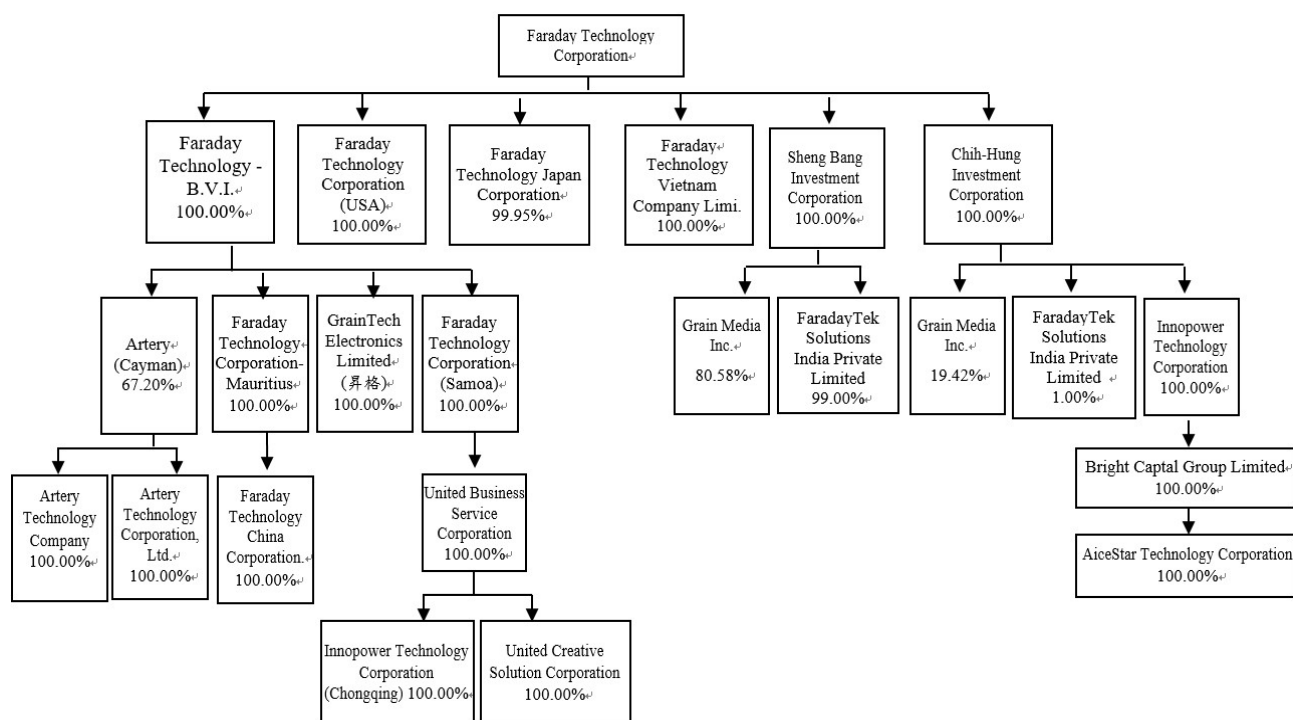 Faraday Technology
Corporation
Faraday
Technology -
B.V.I.
100.00%
Faraday
Technology
Corporation
(USA)
100.00%
Faraday
Technology Japan
Corporation
99.95%
Faraday
Technology
Vietnam
Company Limi.
100.00%
Sheng Bang
Investment
Corporation
100.00%
Chih-Hung
Investment
Corporation
100.00%
Artery
(Cayman)
67.20%
Faraday
Technology
Corporation-
Mauritius
100.00%
GrainTech
Electronics
Limited
(昇格)
100.00%
Faraday
Technology
Corporation
(Samoa)
100.00%
Grain Media
Inc.
80.58%
FaradayTek
Solutions
India Private
Limited
99.00%
Grain Media
Inc.
19.42%
FaradayTek
Solutions
India Private
Limited
1.00%
Innopower
Technology
Corporation
100.00%
Artery
Technology
Company
100.00%
Artery
Technology
Corporation,
Ltd.
100.00%
Faraday
Technology
China
Corporation.
100.00%
United Business
Service
Corporation
100.00%
Bright Captal Group Limited
100.00%
AiceStar Technology Corporation
100.00%
Innopower Technology
Corporation
(Chongqing) 100.00%
United Creative
Solution Corporation
100.00%